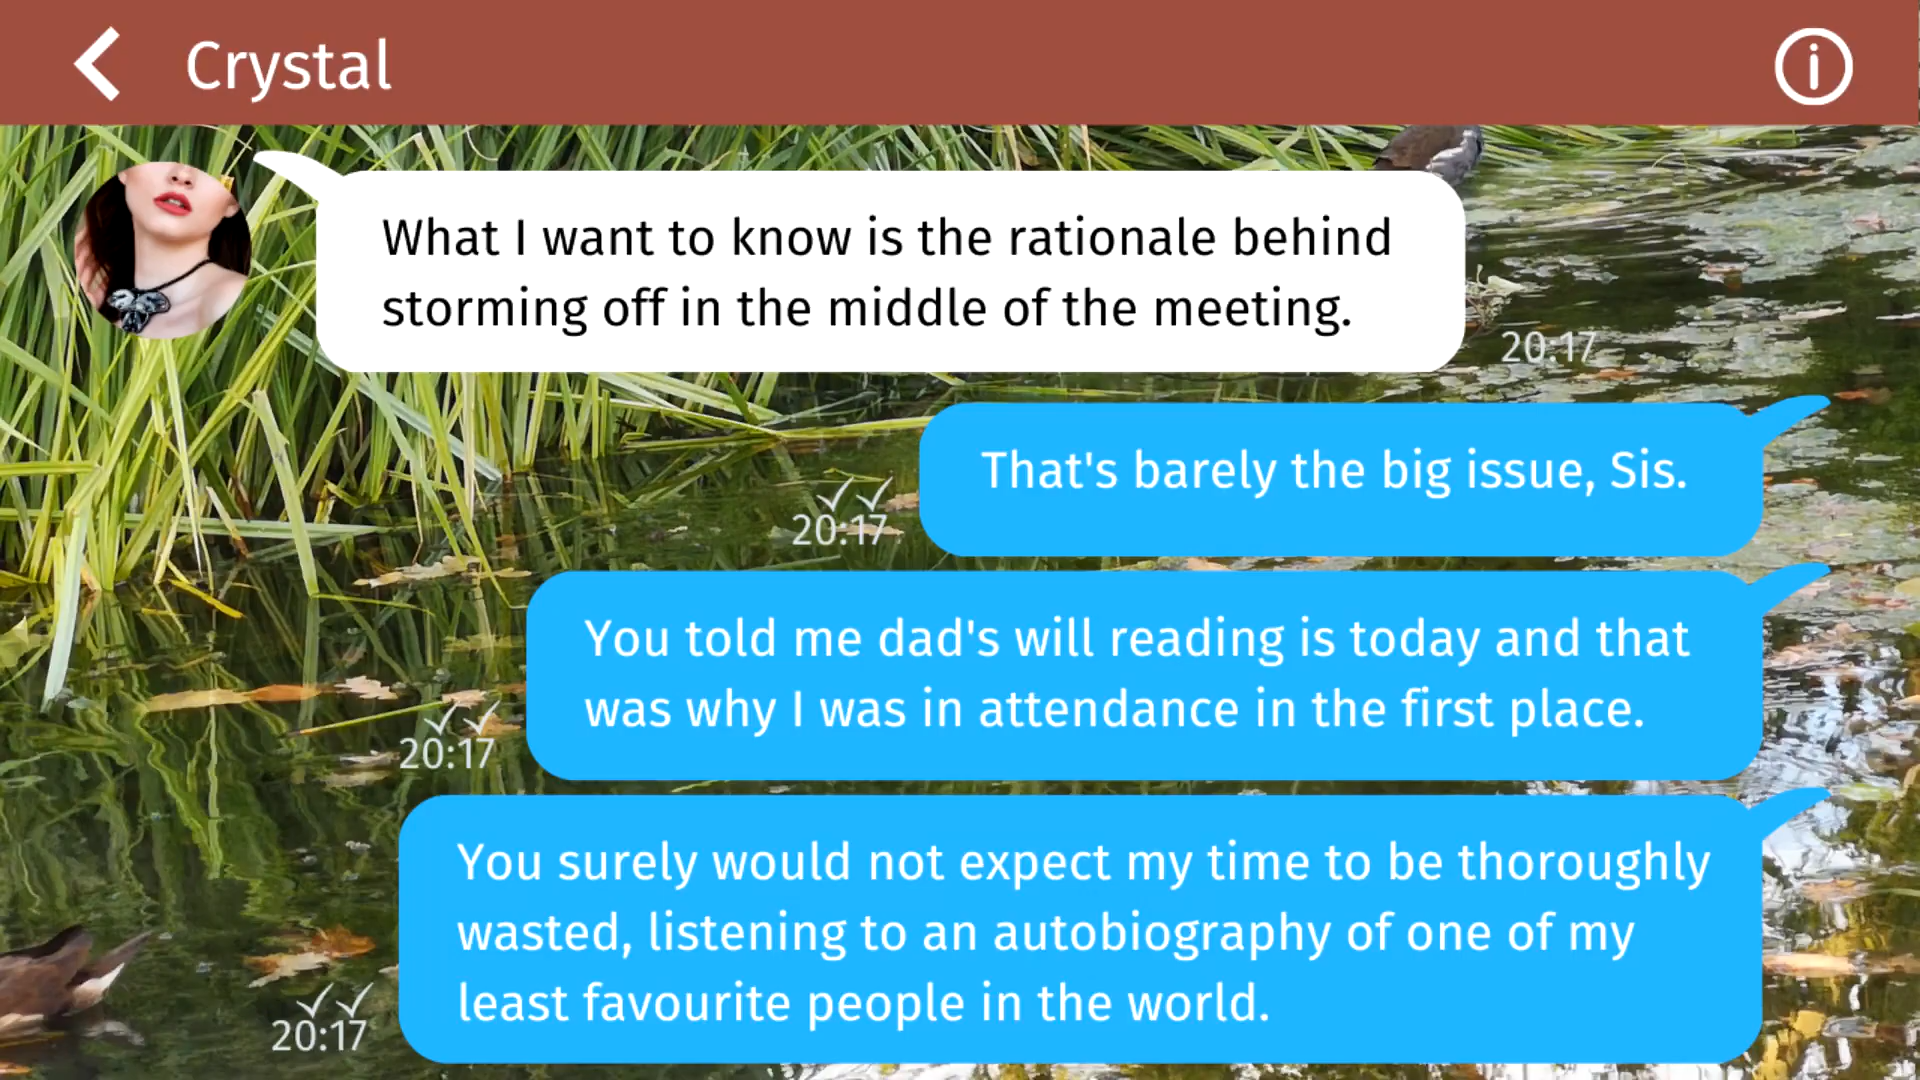 Crystal
What I want to know is the rationale behind
storming off in the middle of the meeting.
20:17
That's barely the big issue, Sis.
20:17
You told me dad's will reading is today and that
was why I was in attendance in the first place.
20:17
You surely would not expect my time to be thoroughly
wasted, listening to an autobiography of one of my
least favourite people in the world.
20:17